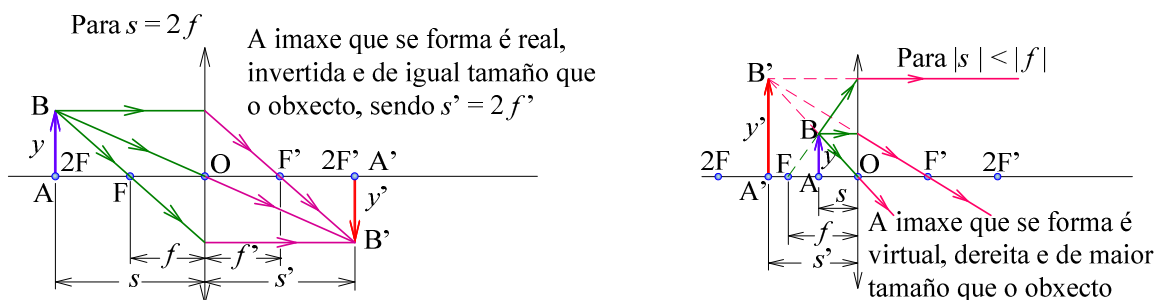 Para s = 2 f
A imaxe que se forma é real,
invertida e de igual tamaño que
o obxecto, sendo s’ = 2 f’
B
y
2F
A
F
O
F’
2F’
A’
y’
B’
f
f’
s
s’
Para |s | < |f |
B’
y’
B
y
2F
A’
F
A
O
F’
2F’
s
f
s’
A imaxe que se forma é
virtual, dereita e de maior
tamaño que o obxecto